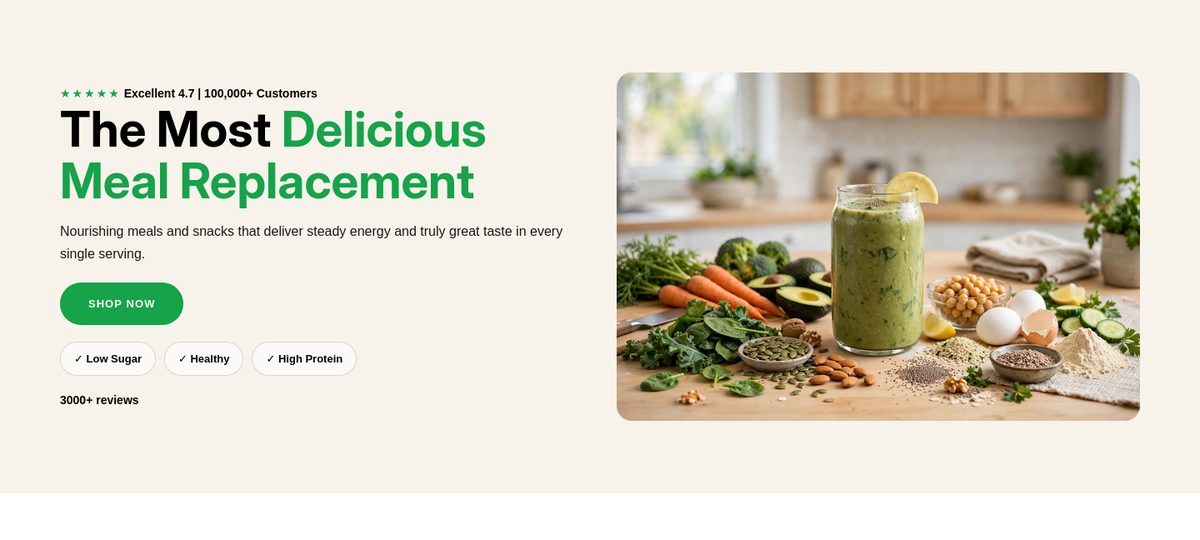 ★★★★★ Excellent 4.7 | 100,000+ Customers
The Most Delicious
Meal Replacement
Nourishing meals and snacks that deliver steady energy and truly great taste in every
single serving.
SHOP NOW
✓ Low Sugar ✓ Healthy ✓ High Protein
3000+ reviews